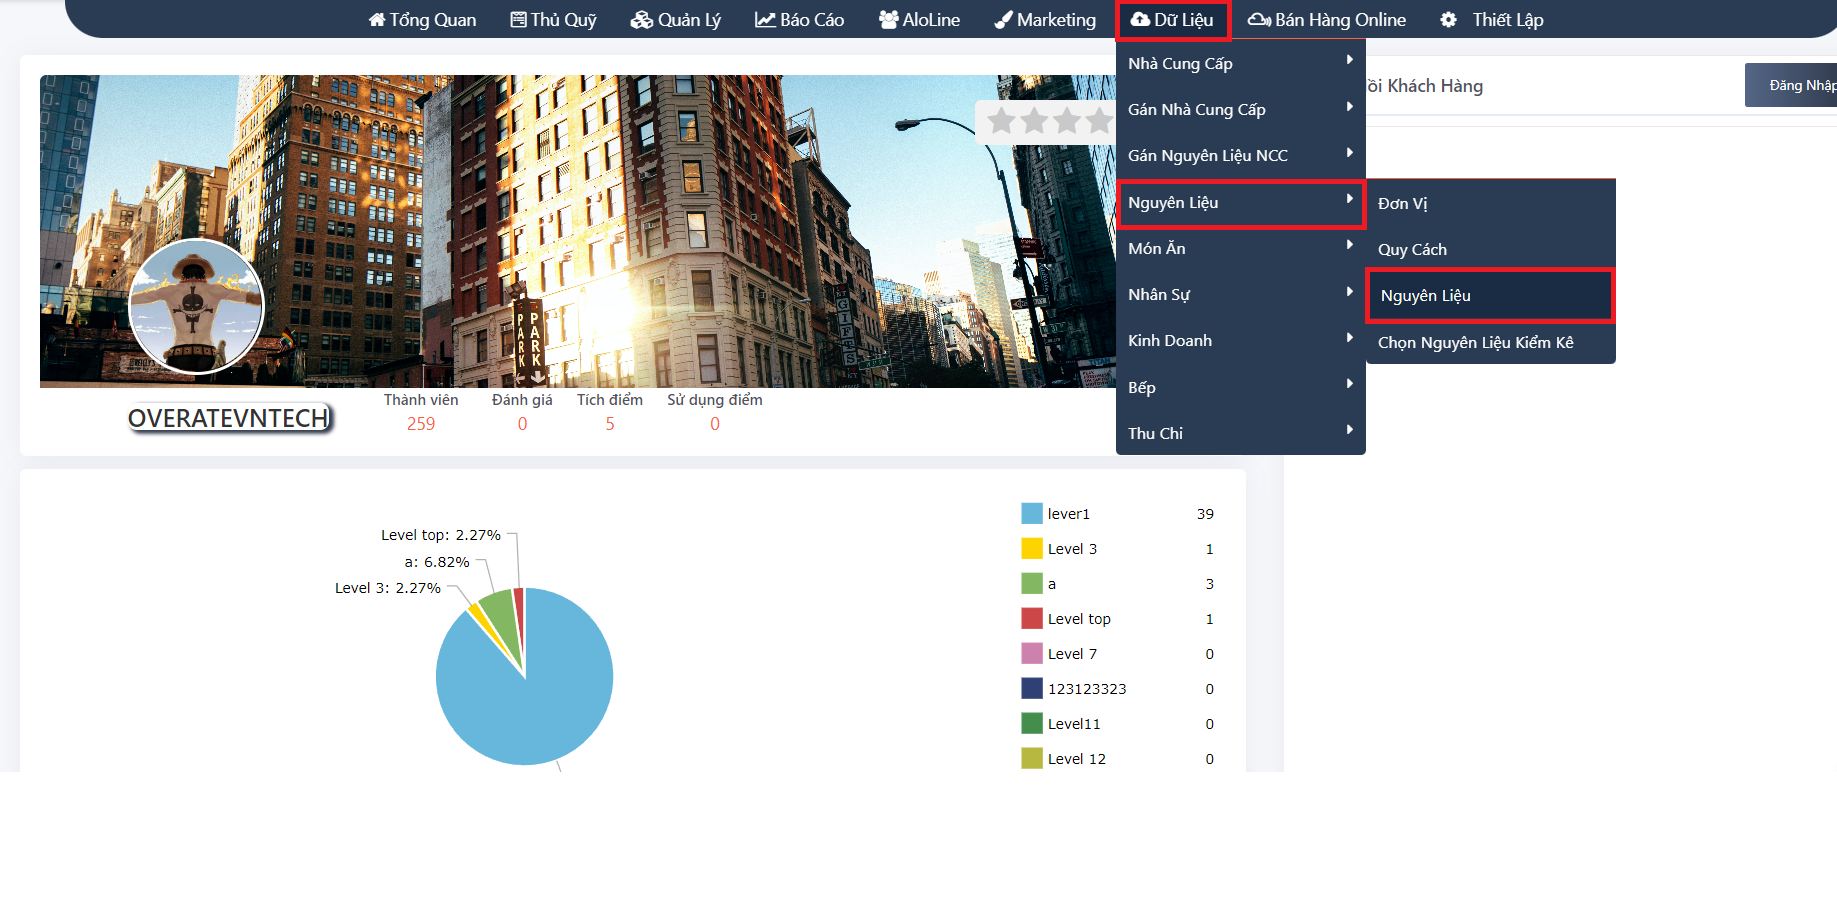 Tổng Quan Thủ Quỹ Quản Lý Báo Cáo AloLine Marketing Dữ Liệu Bán Hàng Online Thiết Lập
Nhà Cung Cấp
Gán Nhà Cung Cấp
Gán Nguyên Liệu NCC
Nguyên Liệu
Món Ăn
Nhân Sự
Kinh Doanh
Bếp
Thu Chi
Đơn Vị
Quy Cách
Nguyên Liệu
Chọn Nguyên Liệu Kiểm Kê
Khách Hàng
Đăng Nhập
PARK
PARK
GIFTS
OVERATEVNTECH
Thành viên Đánh giá Tích điểm Sử dụng điểm
259 0 5 0
Level top: 2.27%
a: 6.82%
Level 3: 2.27%
lever1 39
Level 3 1
a 3
Level top 1
Level 7 0
123123323 0
Level11 0
Level 12 0